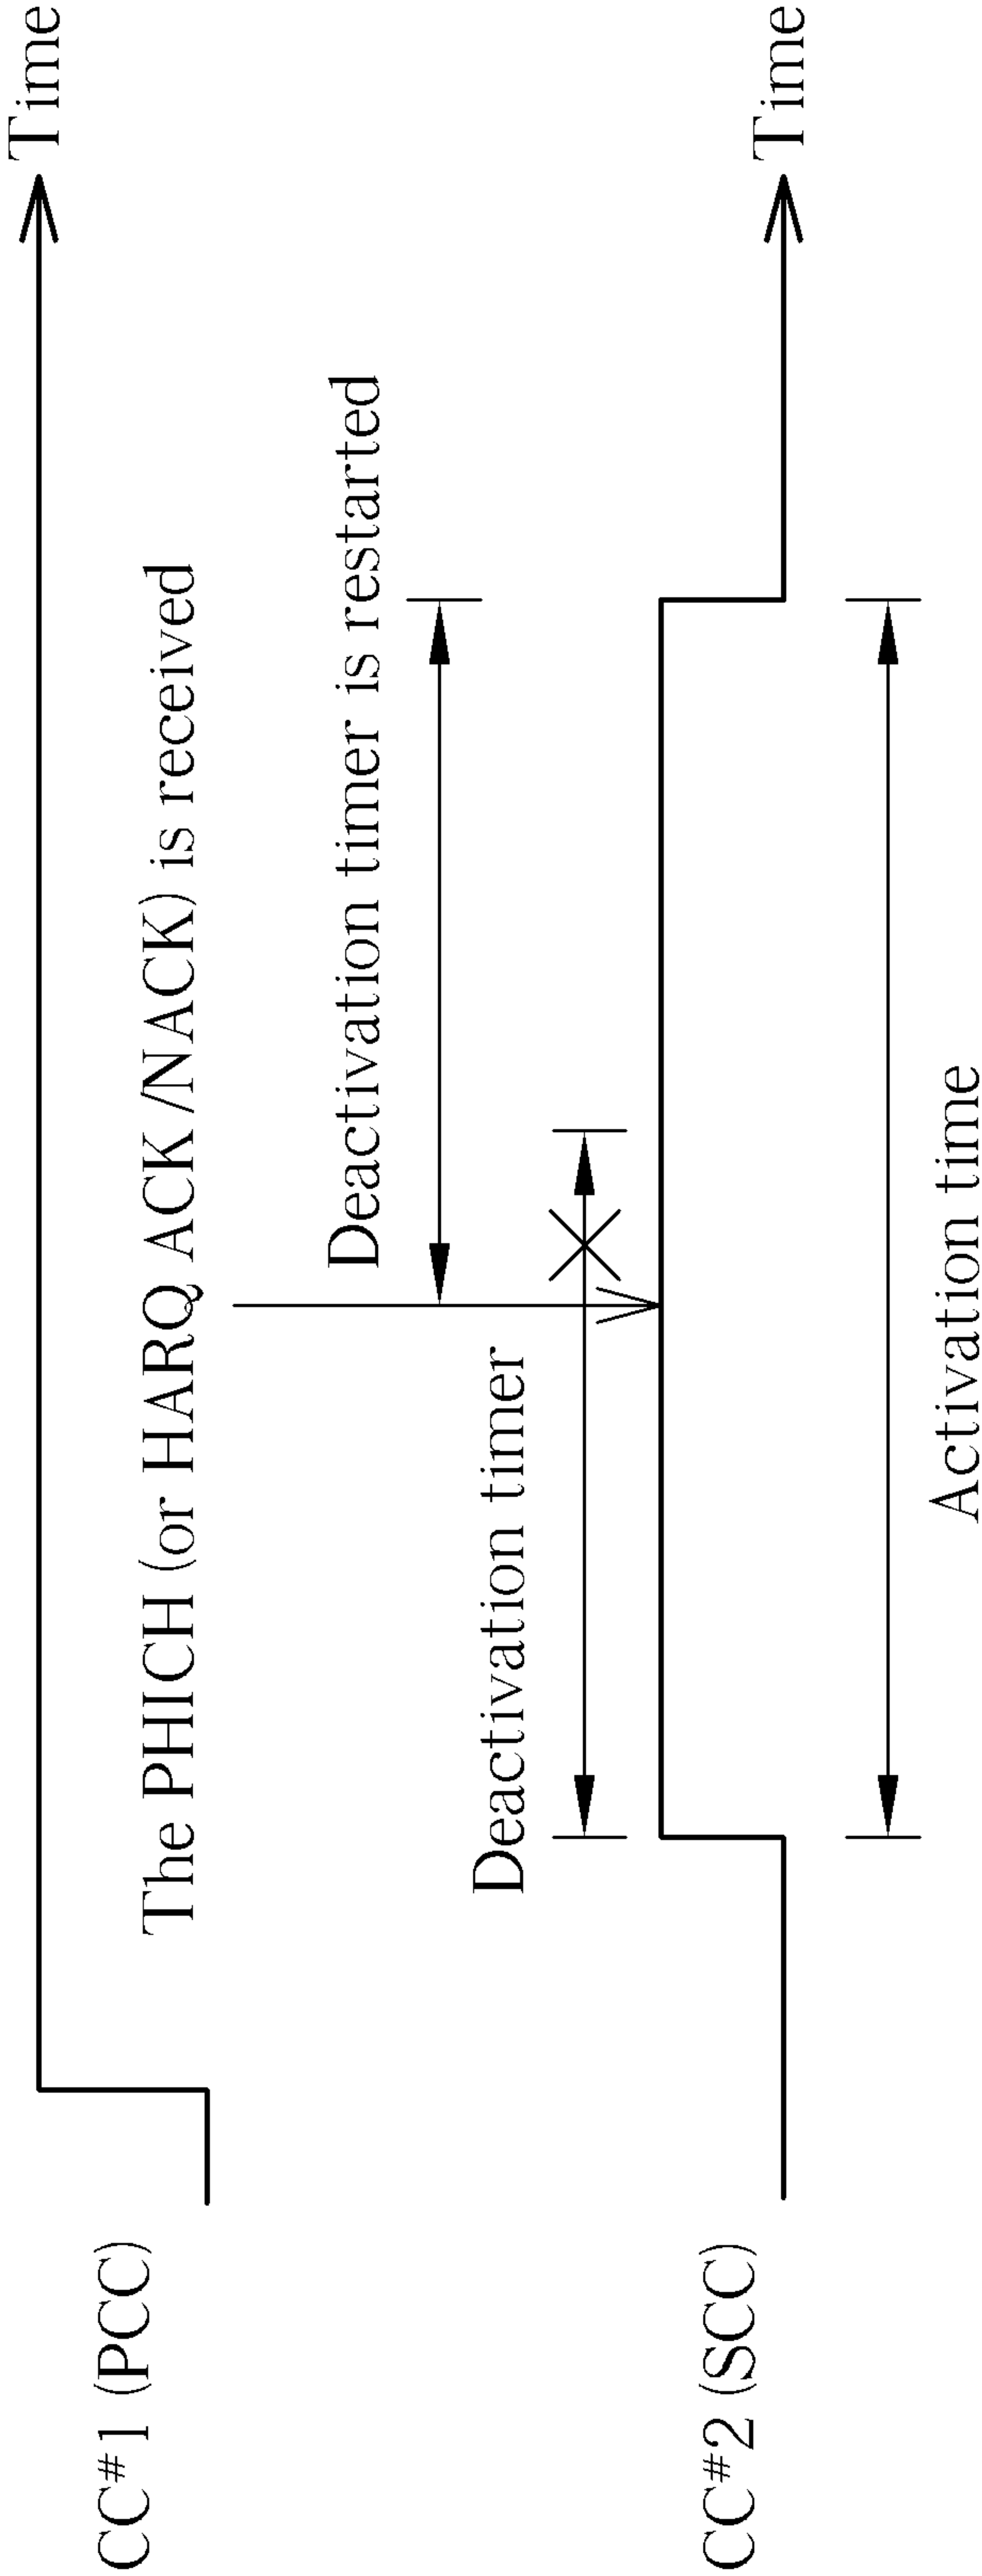 CC#1 (PCC)
Time
The PHICH (or HARQ ACK/NACK) is received
Deactivation timer is restarted
Deactivation timer
CC#2 (SCC)
Time
Activation time